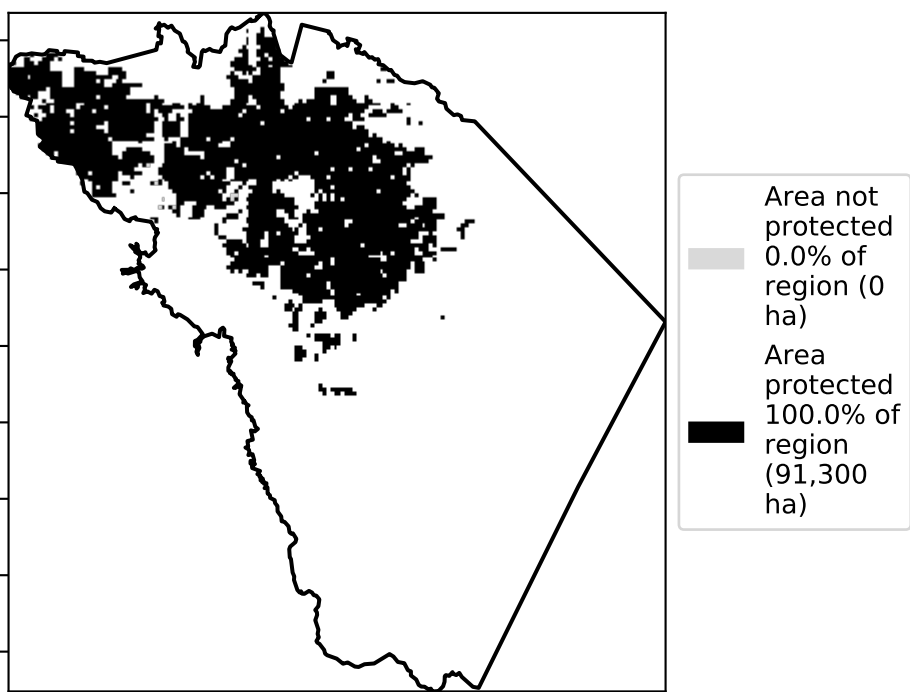 Area not
protected
0.0% of
region (0
ha)
Area
protected
100.0% of
region
(91,300
ha)